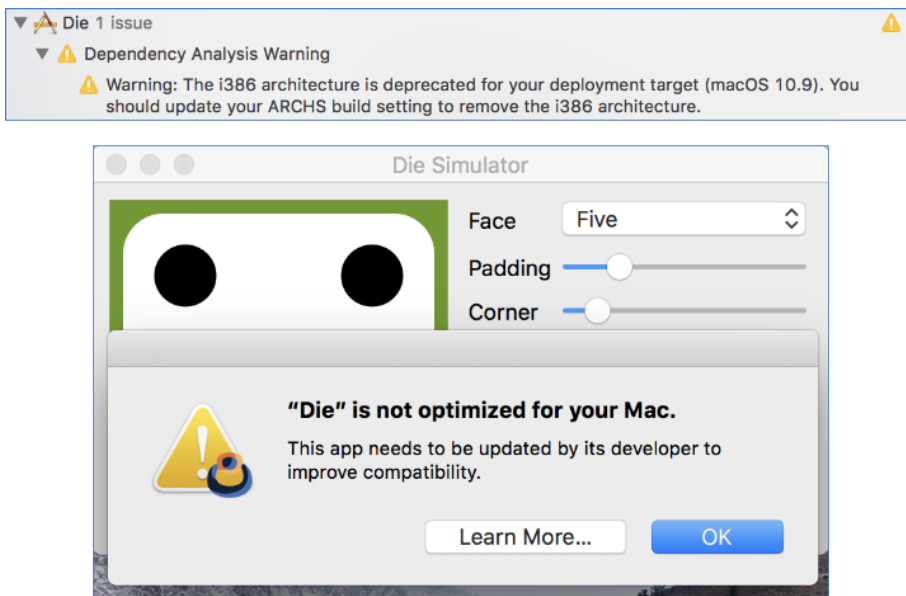 Die 1 issue
Dependency Analysis Warning
Warning: The i386 architecture is deprecated for your deployment target (macOS 10.9). You
should update your ARCHS build setting to remove the i386 architecture.
Die Simulator
Face
Five
Padding
Corner
“Die” is not optimized for your Mac.
This app needs to be updated by its developer to
improve compatibility.
Learn More...
OK